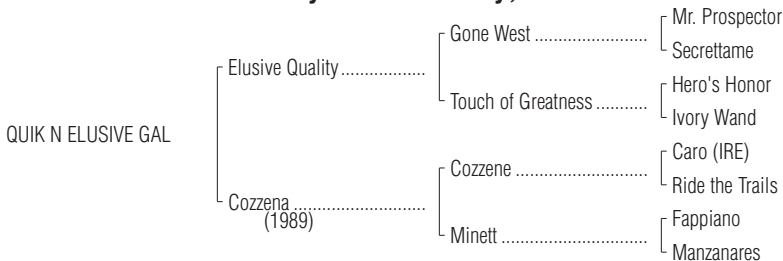 Mr. Prospector
Gone West ..................
Secrettame
Elusive Quality..................
Hero's Honor
Touch of Greatness ...........
Ivory Wand
QUIK N ELUSIVE GAL
Caro (IRE)
Cozzene .......................
Ride the Trails
Cozzena ............................
(1989)
Fappiano
Minett ..............................
Manzanares